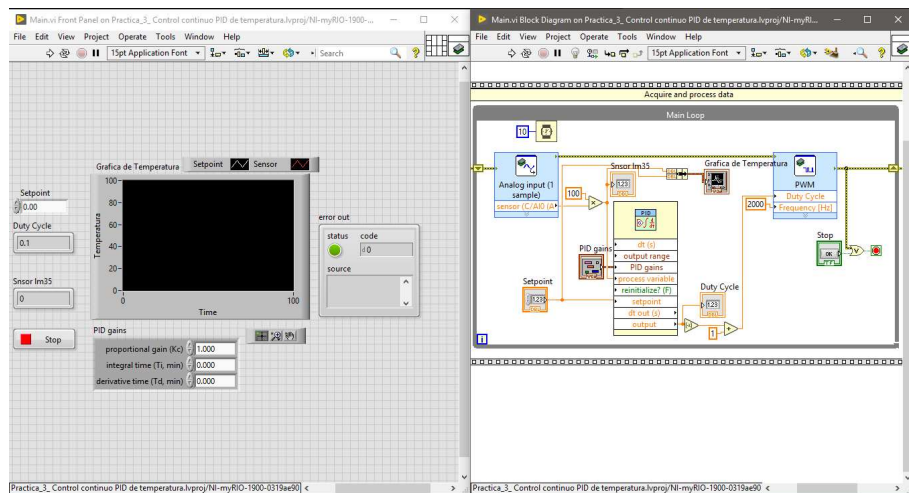 Main.vi Front Panel on Practica_3_ Control continuo PID de temperatura.lvproj/NI-myRIO-1900-...
File Edit View Project Operate Tools Window Help
15pt Application Font
Search
Grafica de Temperatura
Setpoint
Sensor
Setpoint
0.00
Duty Cycle
0.1
Snsor lm35
0
Stop
Temperatura
100
80
60
40
20
0
0
100
Time
error out
status code
0
source
PID gains
proportional gain (Kc) 1.000
integral time (Ti, min) 0.000
derivative time (Td, min) 0.000
Practica_3_ Control continuo PID de temperatura.lvproj/NI-myRIO-1900-0319ae90
Main.vi Block Diagram on Practica_3_ Control continuo PID de temperatura.lvproj/NI-myRI...
File Edit View Project Operate Tools Window Help
15pt Application Font
Acquire and process data
Main Loop
10
Analog input (1
sample)
sensor (C/AI0 (A
100
Snsor lm35
1.23
Grafica de Temperatura
PWM
Duty Cycle
Frequency [Hz]
2000
PID
dt (s)
output range
PID gains
process variable
reinitialize? (F)
setpoint
dt out (s)
output
PID gains
Setpoint
1.23
Duty Cycle
1.23
1
Stop
OK
i
Practica_3_ Control continuo PID de temperatura.lvproj/NI-myRIO-1900-0319ae90